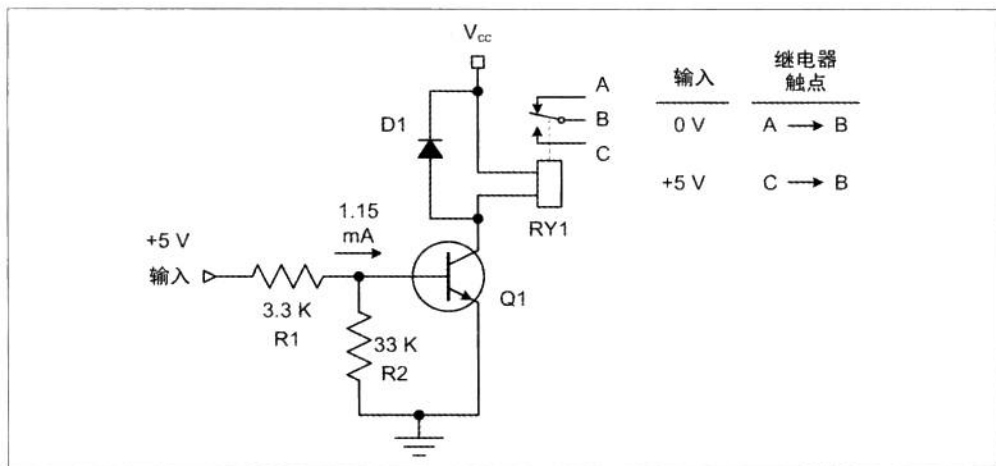 Vcc
输入
继电器
触点
A
B
C
0 V
A → B
+5 V
C → B
D1
RY1
1.15
mA
+5 V
输入
Q1
3.3 K
R1
33 K
R2